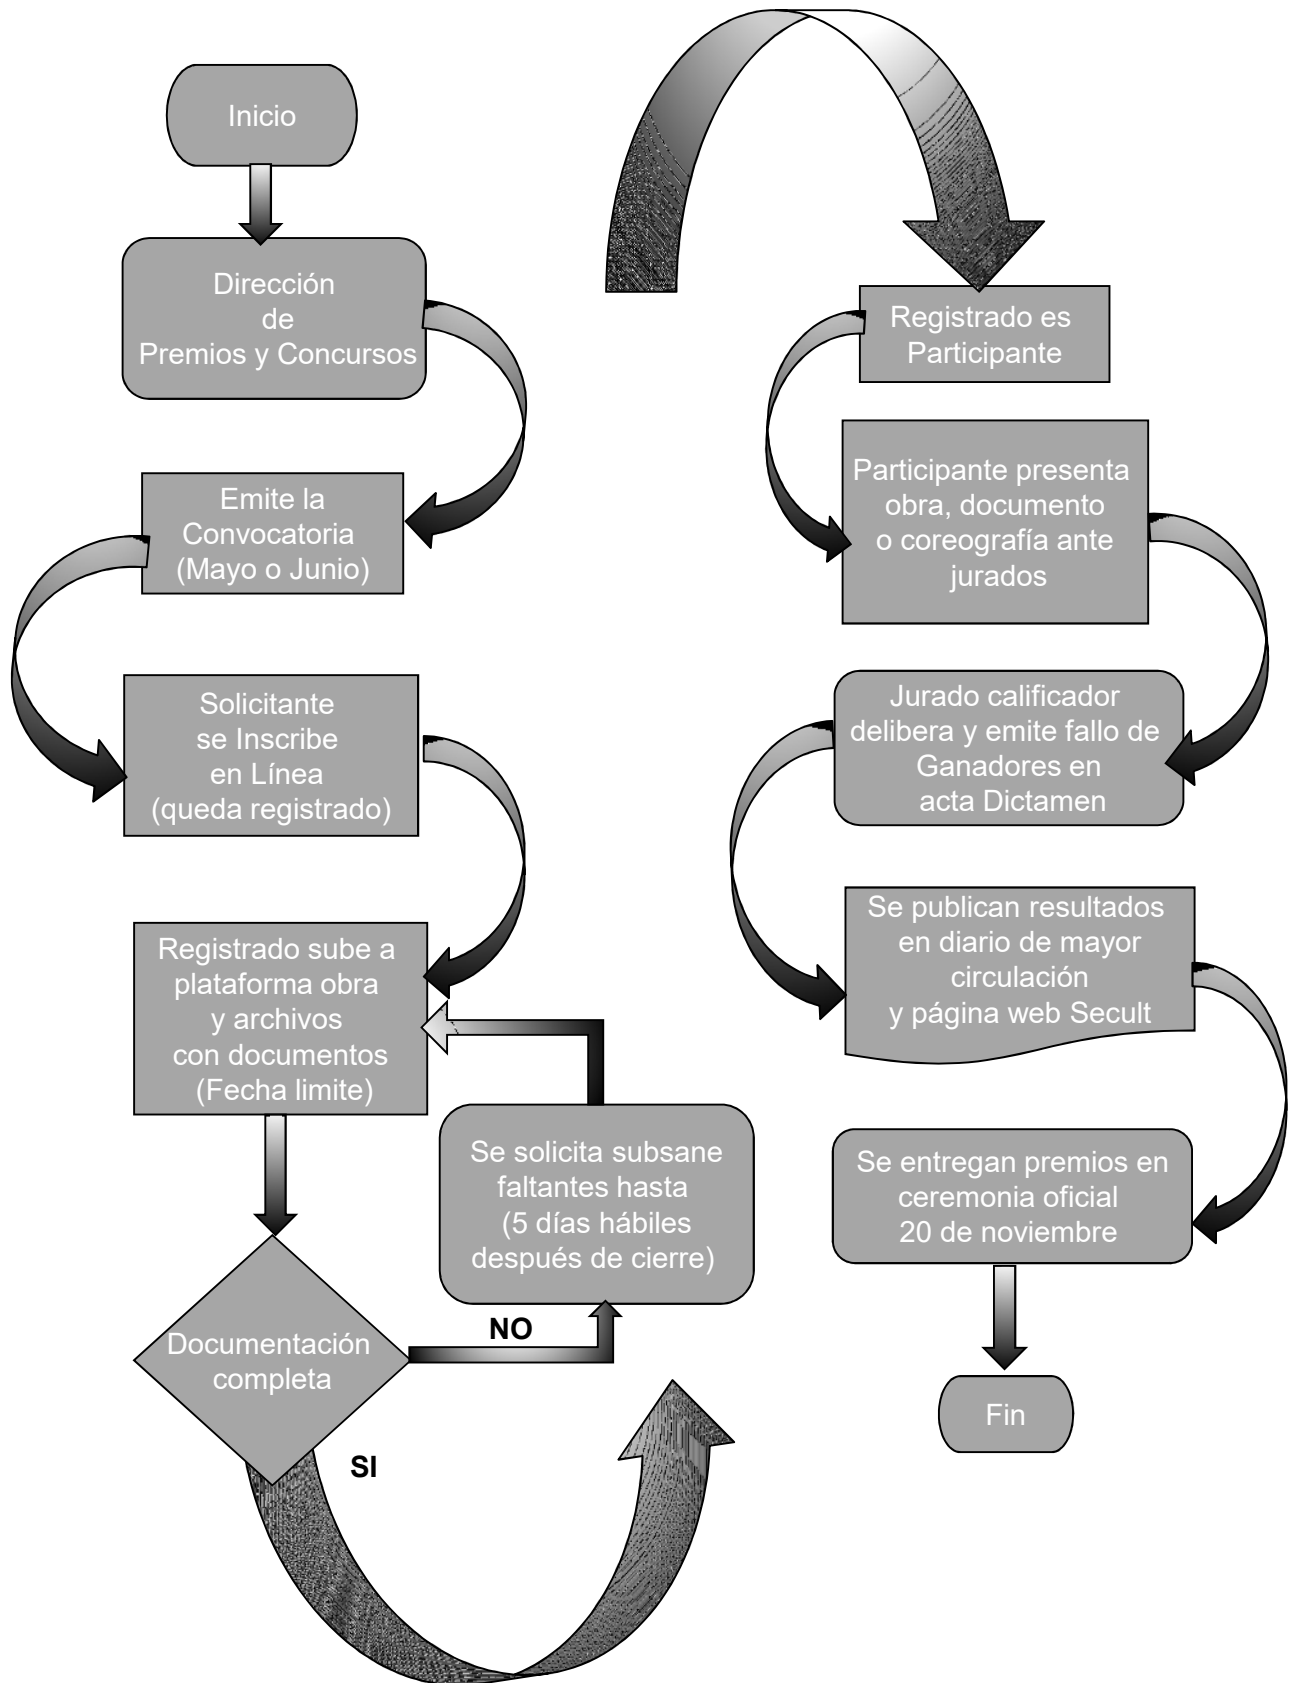 Inicio
Dirección
de
Premios y Concursos
Emite la
Convocatoria
(Mayo o Junio)
Solicitante
se Inscribe
en Línea
(queda registrado)
Registrado sube a
plataforma obra
y archivos
con documentos
(Fecha limite)
Se solicita subsane
faltantes hasta
(5 días hábiles
después de cierre)
NO
Documentación
completa
SI
Registrado es
Participante
Participante presenta
obra, documento
o coreografía ante
jurados
Jurado calificador
delibera y emite fallo de
Ganadores en
acta Dictamen
Se publican resultados
en diario de mayor
circulación
y página web Secult
Se entregan premios en
ceremonia oficial
20 de noviembre
Fin